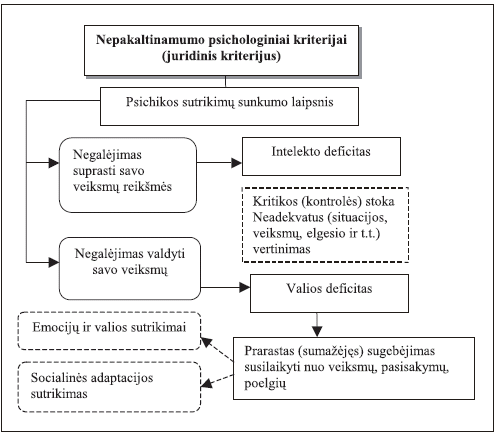 Nepakaltinamumo psichologiniai kriterijai
(juridinis kriterijus)
Psichikos sutrikimų sunkumo laipsnis
Negalėjimas
suprasti savo
veiksmų reikšmės
Intelekto deficitas
Kritikos (kontrolės) stoka
Neadekvatus (situacijos,
veiksmų, elgesio ir t.t.)
vertinimas
Negalėjimas valdyti
savo veiksmų
Valios deficitas
Emocijų ir valios sutrikimai
Prarastas (sumažėjęs) sugebėjimas
susilaikyti nuo veiksmų, pasisakymų,
poelgių
Socialinės adaptacijos
sutrikimas